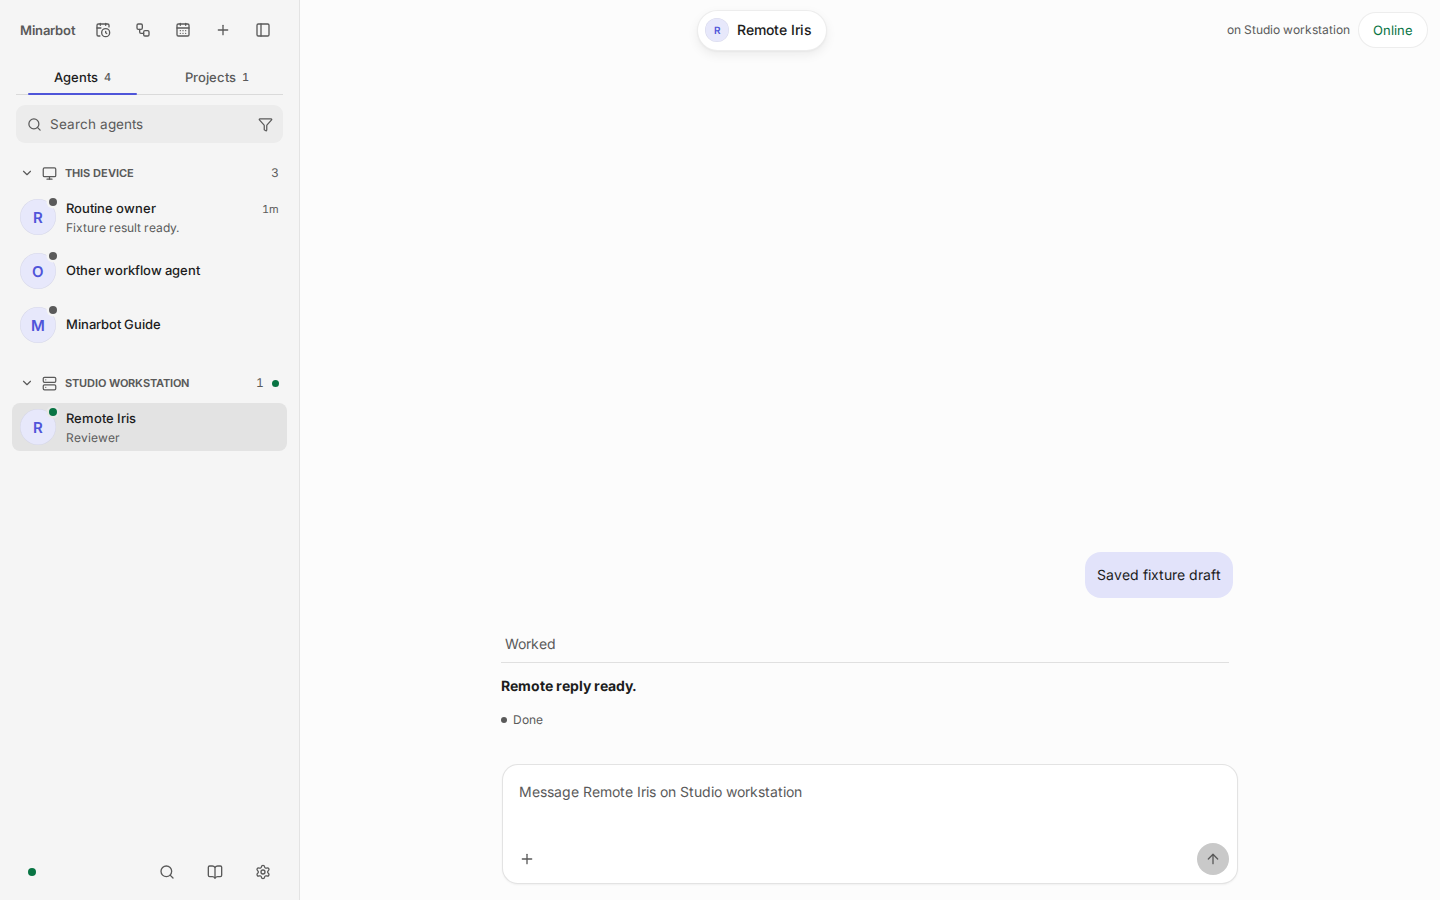 Minarbot
Agents 4
Projects 1
Search agents
THIS DEVICE 3
R
Routine owner 1m
Fixture result ready.
O
Other workflow agent
M
Minarbot Guide
STUDIO WORKSTATION 1
R
Remote Iris
Reviewer
R Remote Iris
on Studio workstation Online
Saved fixture draft
Worked
Remote reply ready.
Done
Message Remote Iris on Studio workstation